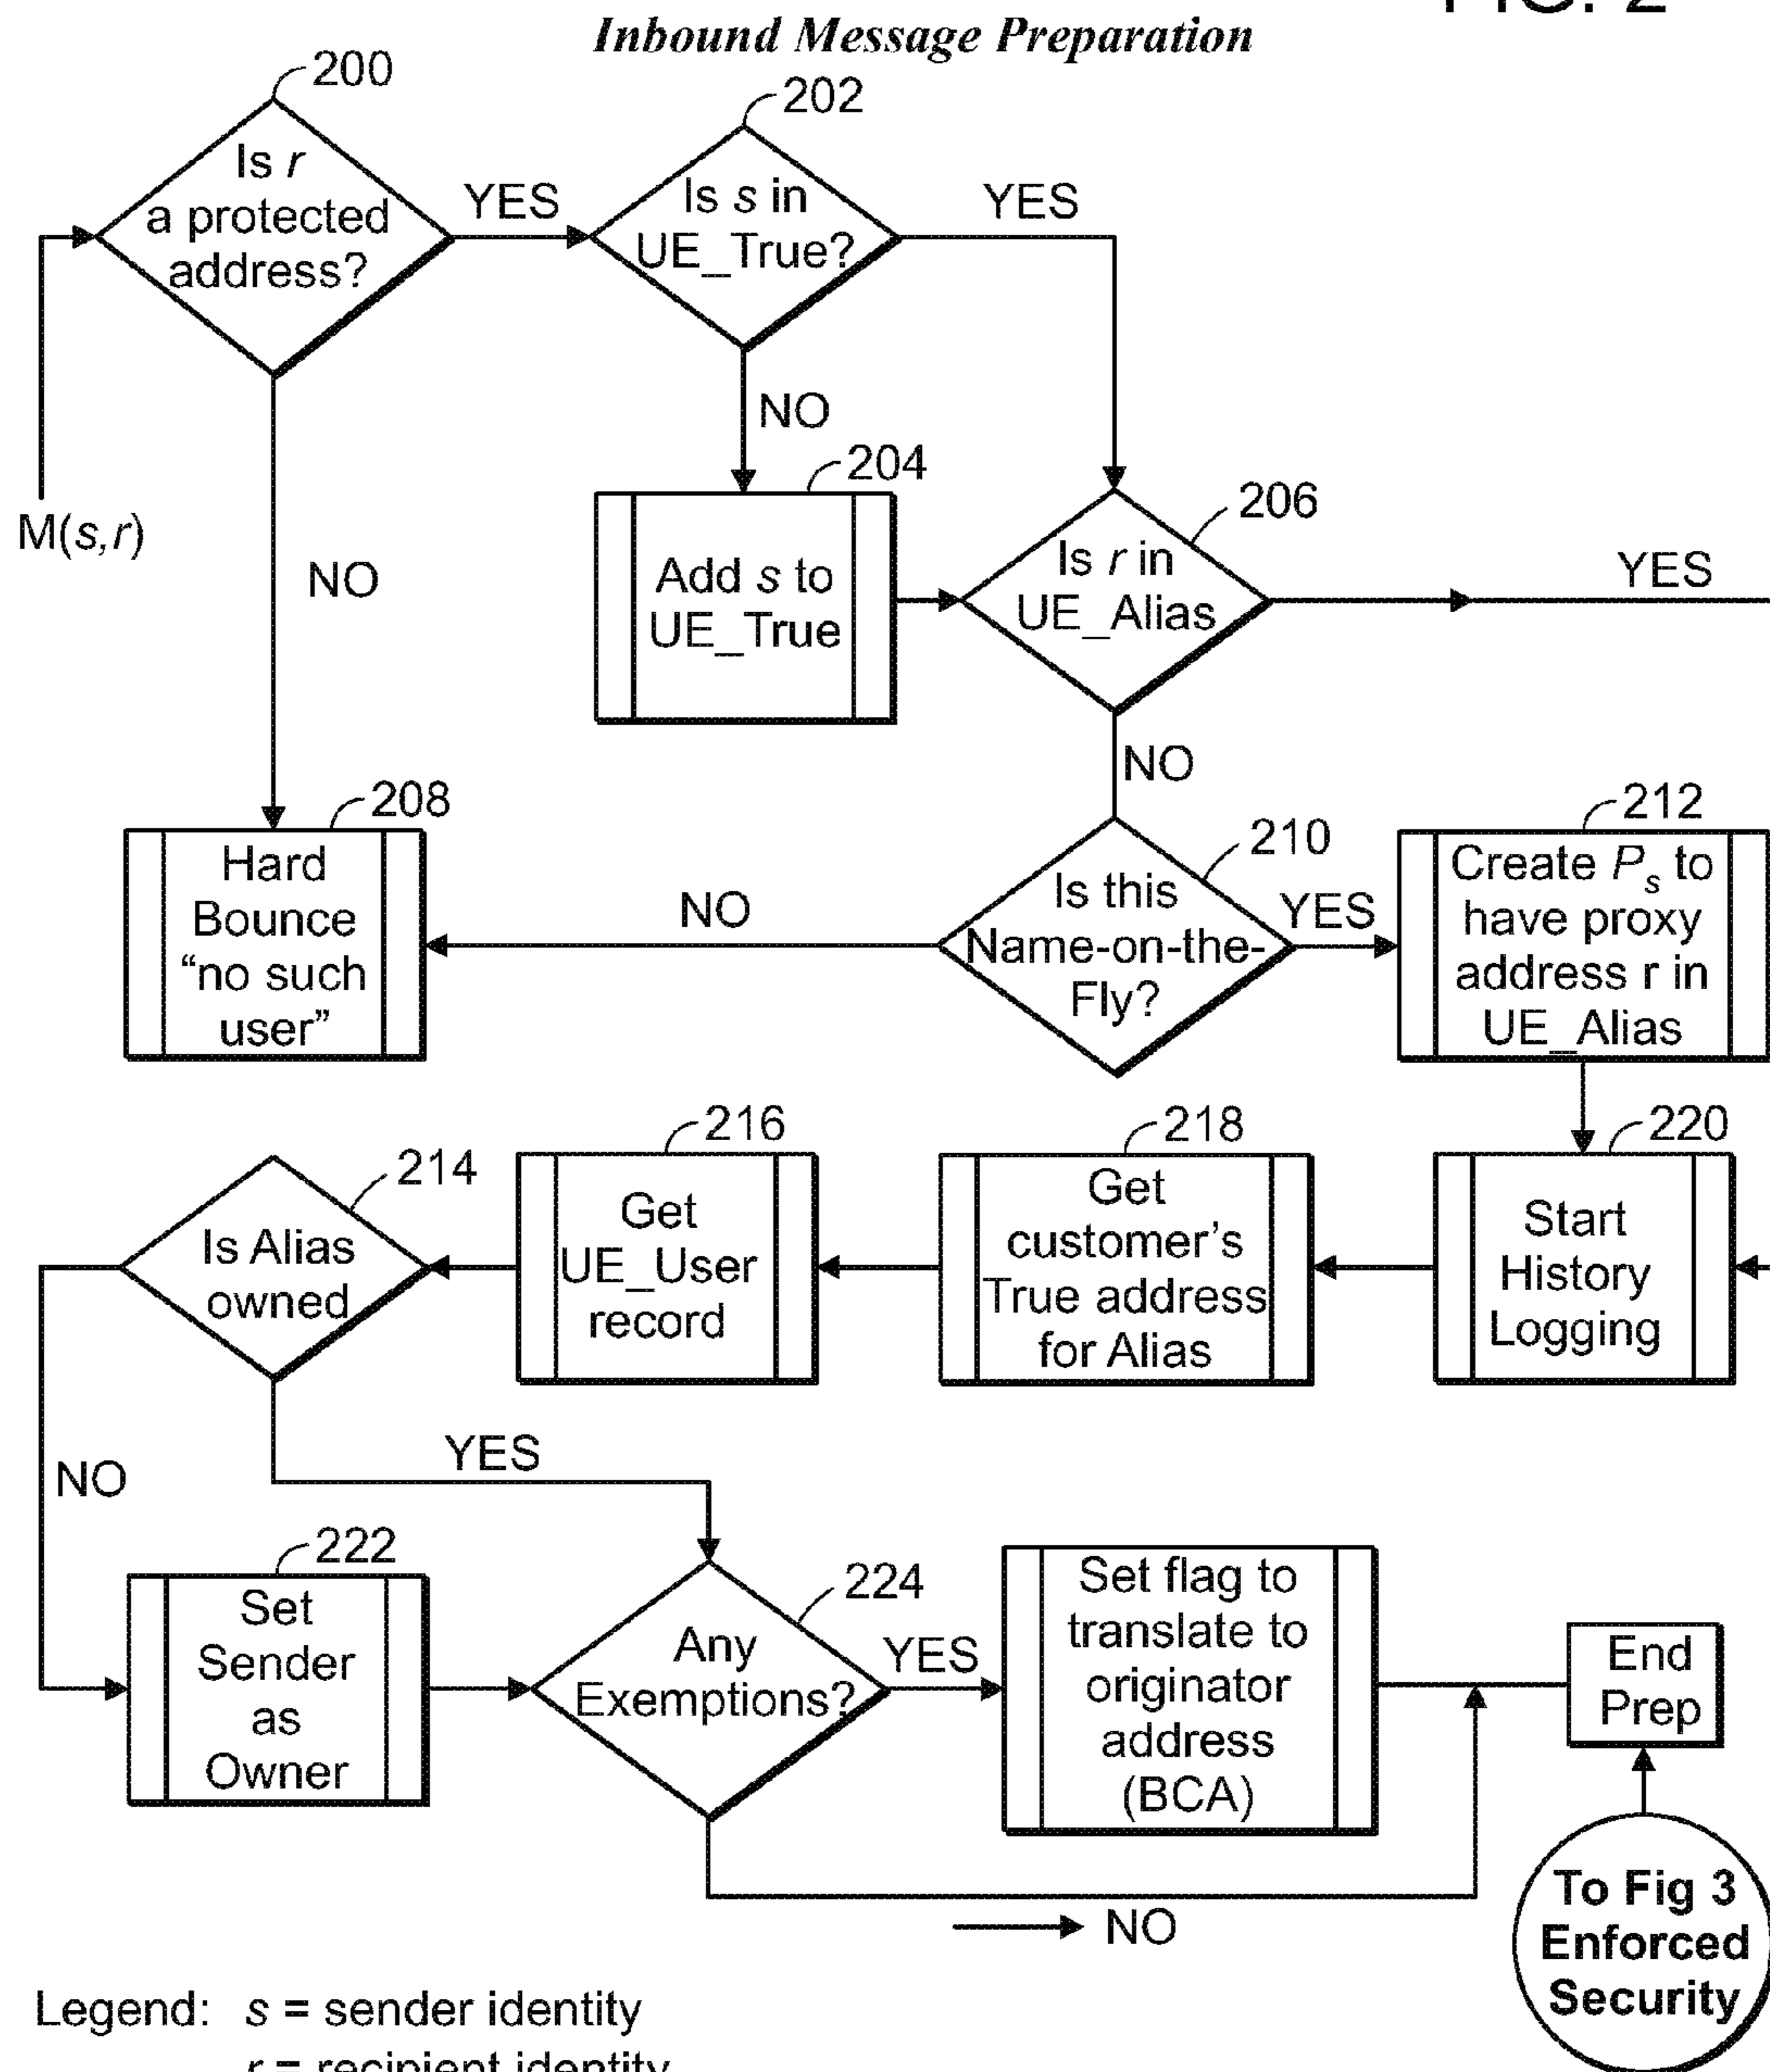 FIG. 2
Inbound Message Preparation
200
Is r
a protected
address?
YES
202
Is s in
UE_True?
YES
NO
204
Add s to
UE_True
206
Is r in
UE_Alias
YES
M(s,r)
NO
NO
208
Hard
Bounce
“no such
user”
NO
210
Is this
Name-on-the-
Fly?
YES
212
Create Ps to
have proxy
address r in
UE_Alias
214
Is Alias
owned
216
Get
UE_User
record
218
Get
customer’s
True address
for Alias
220
Start
History
Logging
NO
YES
222
Set
Sender
as
Owner
224
Any
Exemptions?
YES
Set flag to
translate to
originator
address
(BCA)
End
Prep
NO
To Fig 3
Enforced
Security
Legend: s = sender identity
r = recipient identity